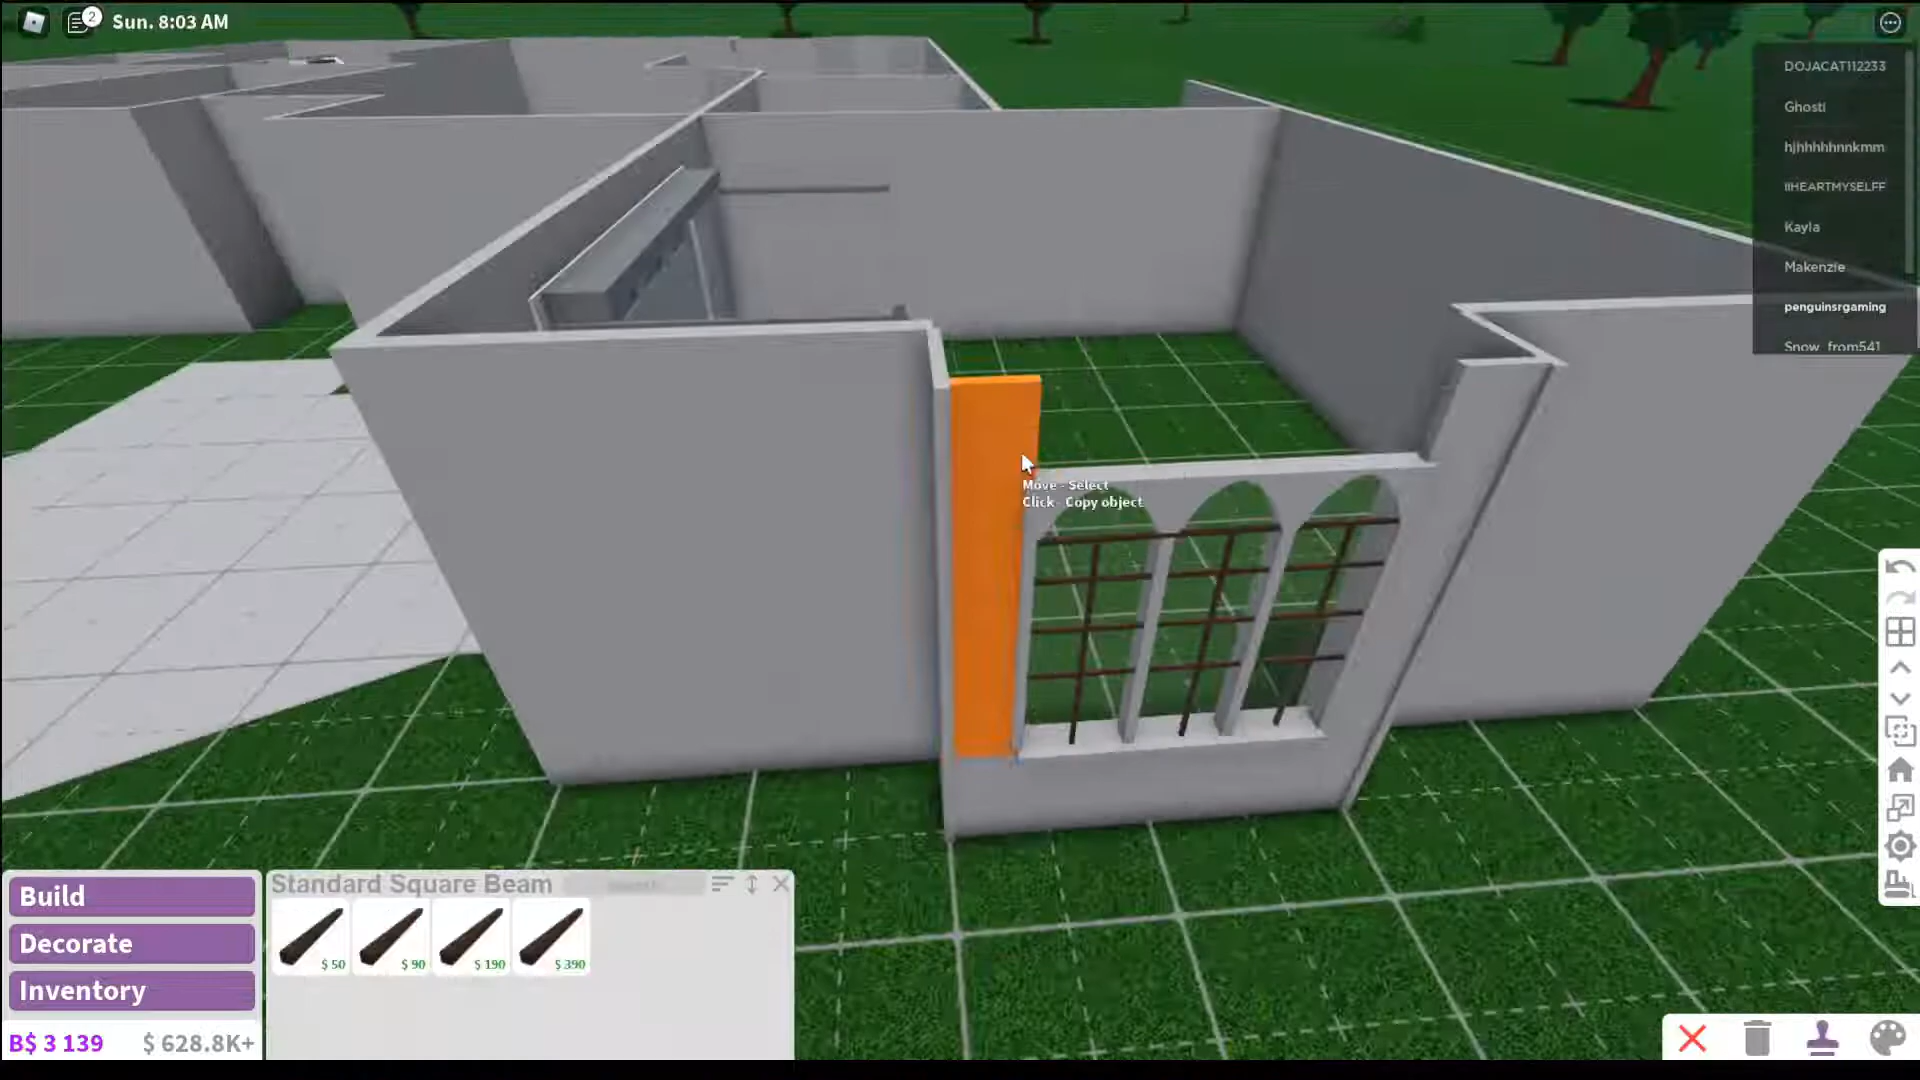 2
Sun. 8:03 AM
DOJACAT112233
Ghosti
hjhhhhhnnkmm
IIHEARTMYSELFF
Kayla
Makenzie
penguinsrgaming
Snow_from541
Move - Select
Click - Copy object
Build
Decorate
Inventory
B$ 3 139
$ 628.8K+
Standard Square Beam
$ 50
$ 90
$ 190
$ 390